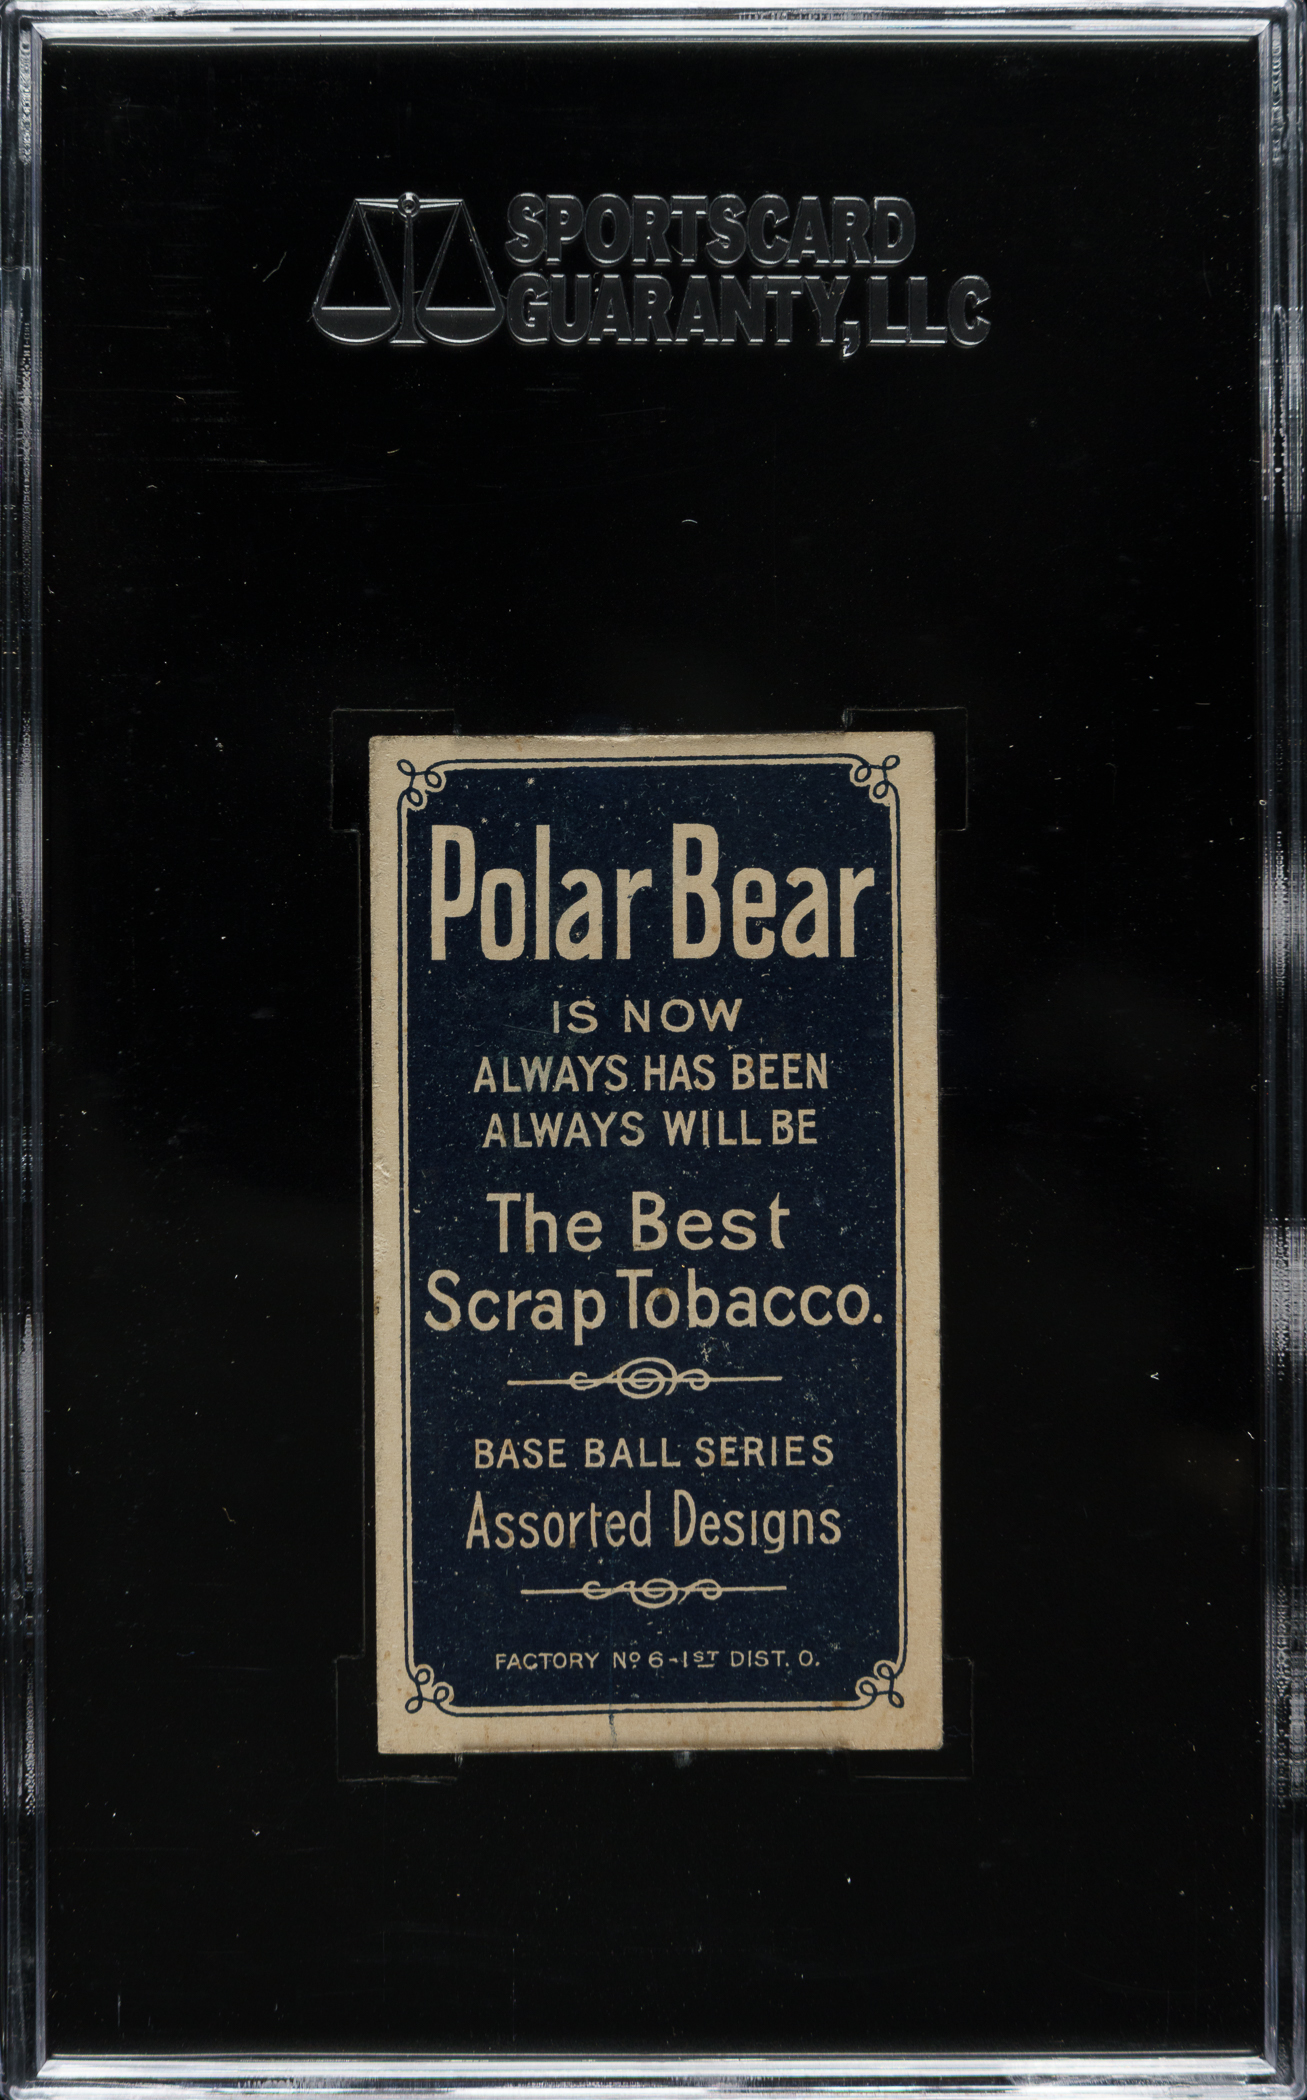 SPORTSCARD
GUARANTY, LLC
Polar Bear
IS NOW
ALWAYS HAS BEEN
ALWAYS WILL BE
The Best
Scrap Tobacco.
BASE BALL SERIES
Assorted Designs
FACTORY Nº 6-1ST DIST. O.